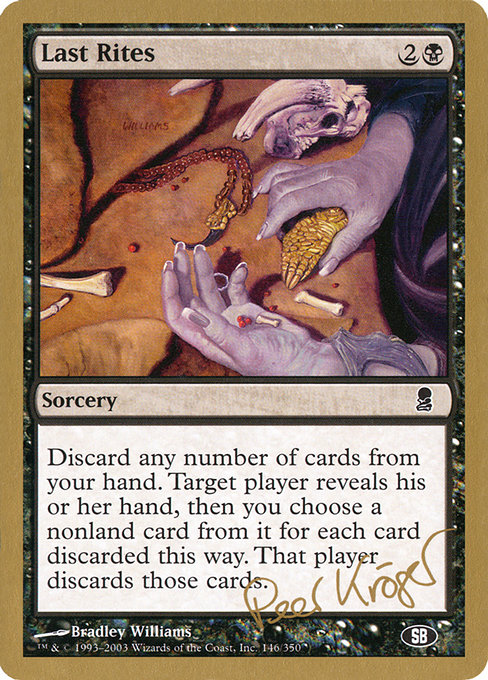 Last Rites 2
WILLIAMS
Sorcery
Discard any number of cards from
your hand. Target player reveals his
or her hand, then you choose a
nonland card from it for each card
discarded this way. That player
discards those cards.
Peer Kröger
Bradley Williams
SB
™ & © 1993–2003 Wizards of the Coast, Inc. 146/350